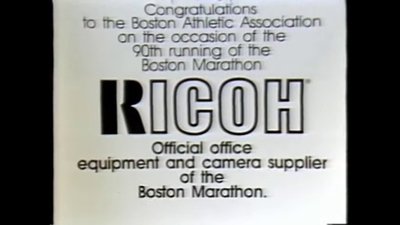 Congratulations
to the Boston Athletic Association
on the occasion of the
90th running of the
Boston Marathon
RICOH
Official office
equipment and camera supplier
of the
Boston Marathon.